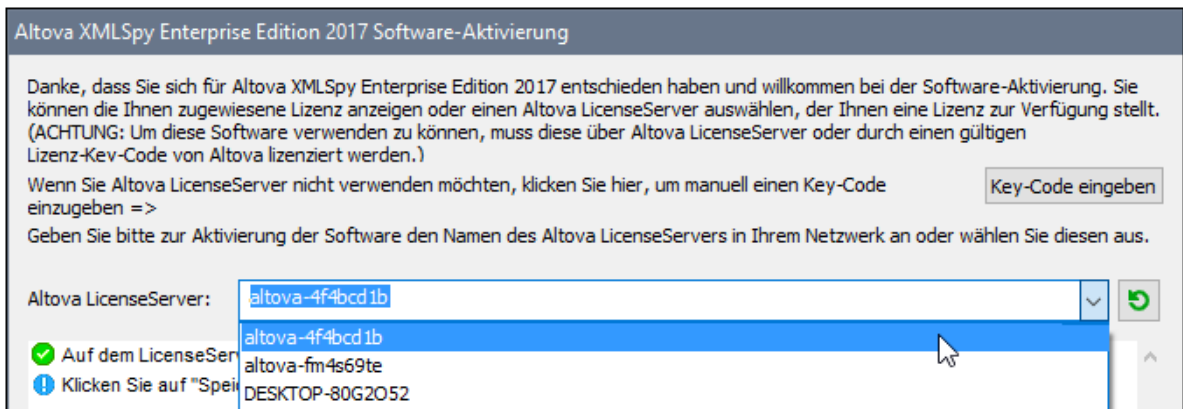 Altova XMLSpy Enterprise Edition 2017 Software-Aktivierung
Danke, dass Sie sich für Altova XMLSpy Enterprise Edition 2017 entschieden haben und willkommen bei der Software-Aktivierung. Sie
können die Ihnen zugewiesene Lizenz anzeigen oder einen Altova LicenseServer auswählen, der Ihnen eine Lizenz zur Verfügung stellt.
(ACHTUNG: Um diese Software verwenden zu können, muss diese über Altova LicenseServer oder durch einen gültigen
Lizenz-Key-Code von Altova lizenziert werden.)
Wenn Sie Altova LicenseServer nicht verwenden möchten, klicken Sie hier, um manuell einen Key-Code
einzugeben =>
Key-Code eingeben
Geben Sie bitte zur Aktivierung der Software den Namen des Altova LicenseServers in Ihrem Netzwerk an oder wählen Sie diesen aus.
Altova LicenseServer: altova-4f4bcd1b
altova-4f4bcd1b
altova-fm4s69te
DESKTOP-80G2O52
Auf dem LicenseSer
Klicken Sie auf "Spei